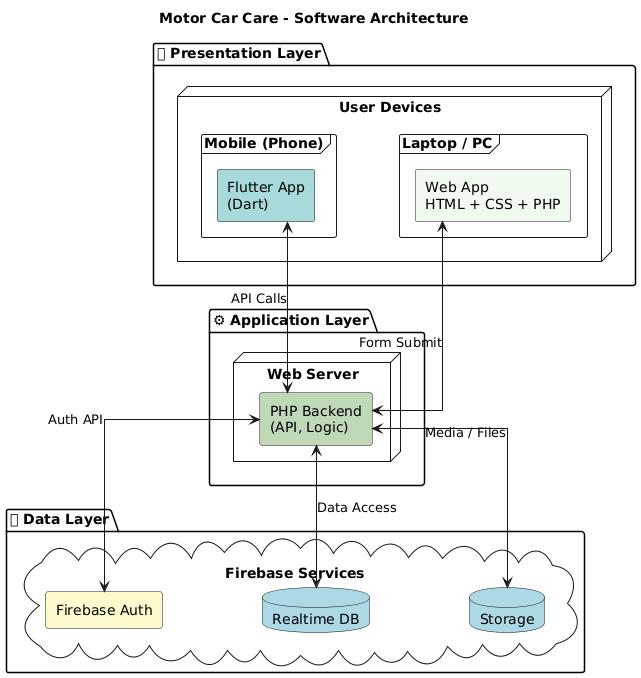 Motor Car Care - Software Architecture
Presentation Layer
User Devices
Mobile (Phone)
Laptop / PC
Flutter App
(Dart)
Web App
HTML + CSS + PHP
API Calls
⚙ Application Layer
Form Submit
Web Server
PHP Backend
(API, Logic)
Auth API
Media / Files
Data Access
Data Layer
Firebase Services
Firebase Auth
Realtime DB
Storage